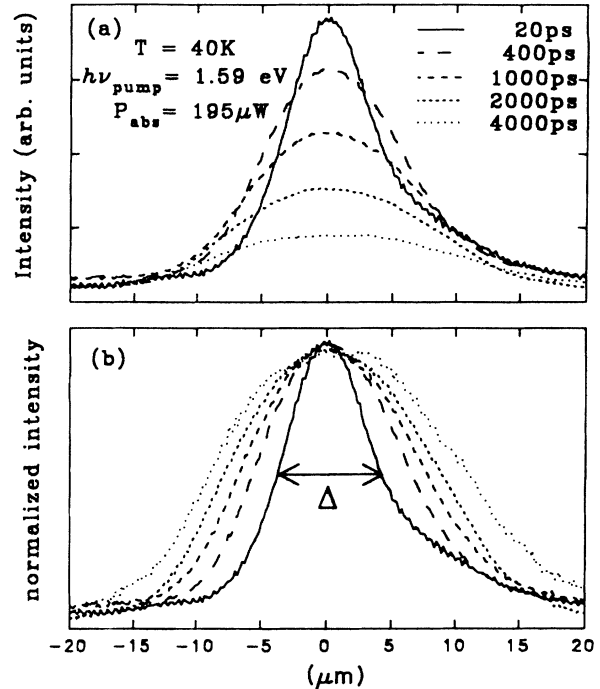 (a)
T = 40K
hν_pump = 1.59 eV
P_abs = 195μW
20ps
400ps
1000ps
2000ps
4000ps
Intensity (arb. units)
(b)
Δ
normalized intensity
-20 -15 -10 -5 0 5 10 15 20
(μm)